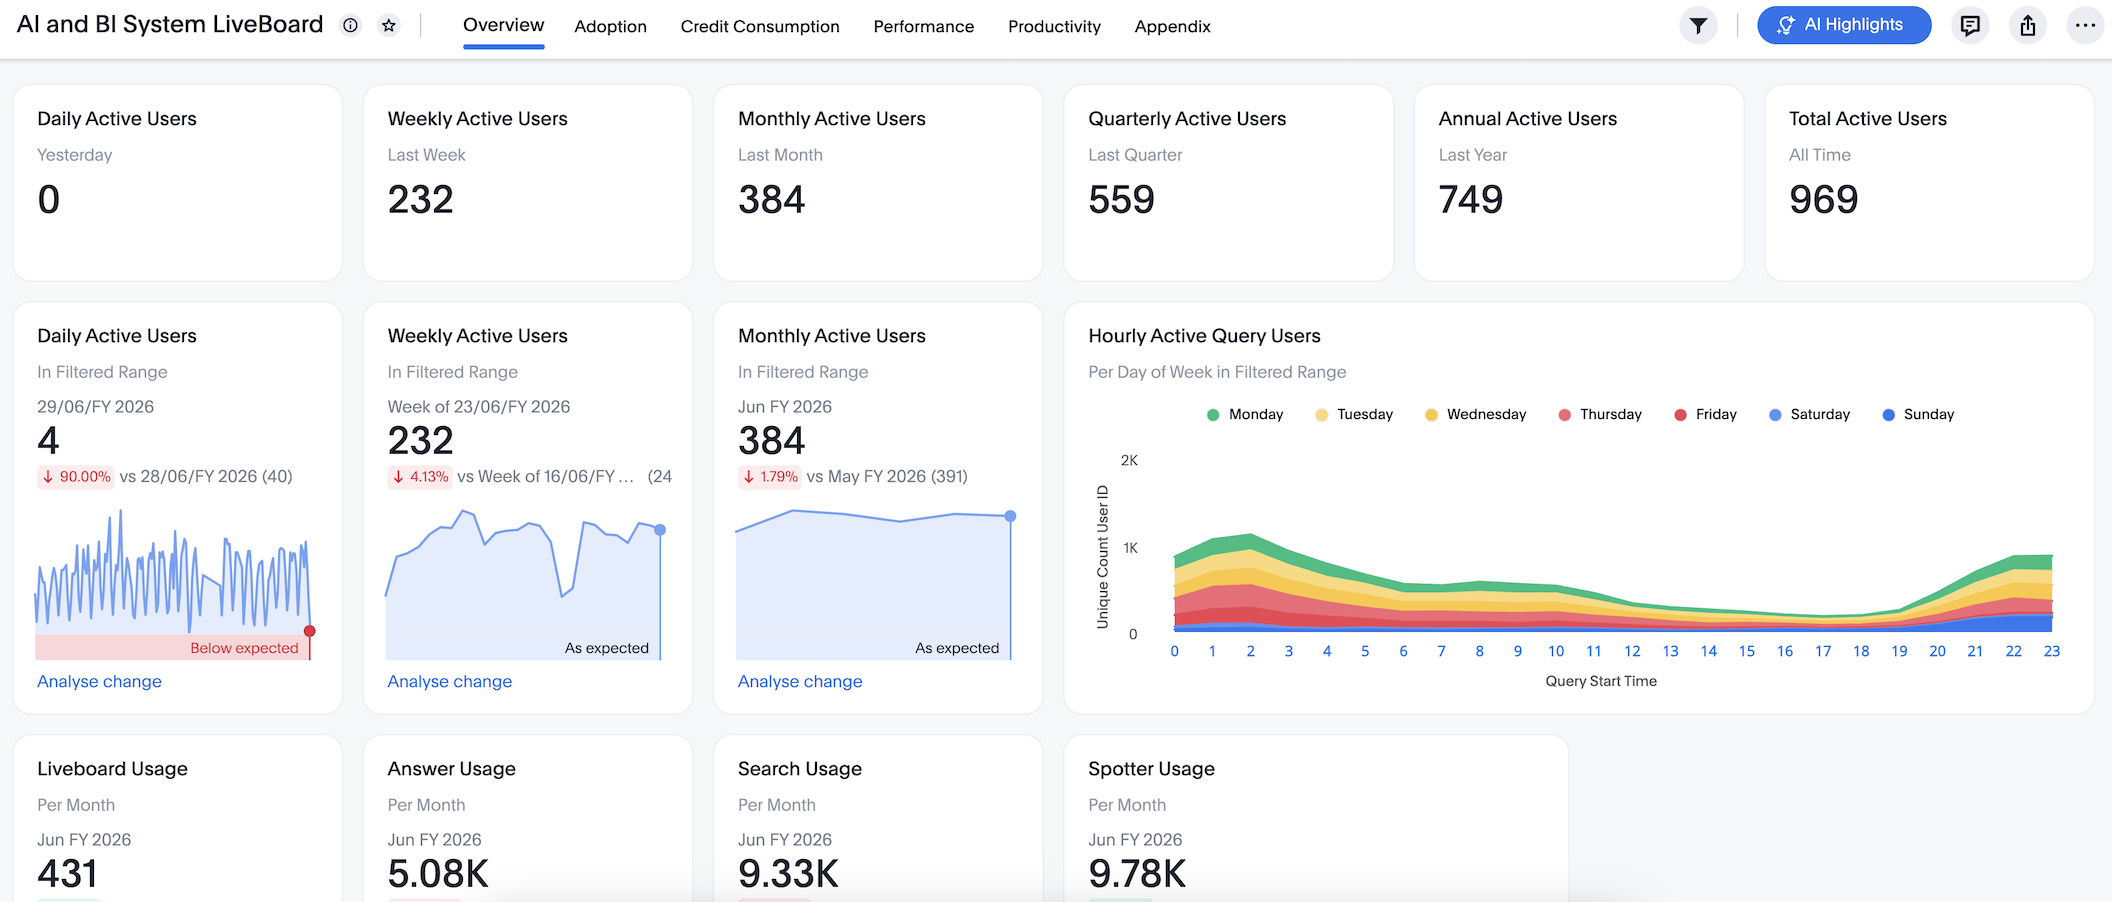 AI and BI System LiveBoard
Overview
Adoption
Credit Consumption
Performance
Productivity
Appendix
AI Highlights
Daily Active Users
Yesterday
0
Weekly Active Users
Last Week
232
Monthly Active Users
Last Month
384
Quarterly Active Users
Last Quarter
559
Annual Active Users
Last Year
749
Total Active Users
All Time
969
Daily Active Users
In Filtered Range
29/06/FY 2026
4
↓ 90.00% vs 28/06/FY 2026 (40)
Below expected
Analyse change
Weekly Active Users
In Filtered Range
Week of 23/06/FY 2026
232
↓ 4.13% vs Week of 16/06/FY ... (24
As expected
Analyse change
Monthly Active Users
In Filtered Range
Jun FY 2026
384
↓ 1.79% vs May FY 2026 (391)
As expected
Analyse change
Hourly Active Query Users
Per Day of Week in Filtered Range
Monday Tuesday Wednesday Thursday Friday Saturday Sunday
Unique Count User ID
2K
1K
0
0 1 2 3 4 5 6 7 8 9 10 11 12 13 14 15 16 17 18 19 20 21 22 23
Query Start Time
Liveboard Usage
Per Month
Jun FY 2026
431
Answer Usage
Per Month
Jun FY 2026
5.08K
Search Usage
Per Month
Jun FY 2026
9.33K
Spotter Usage
Per Month
Jun FY 2026
9.78K